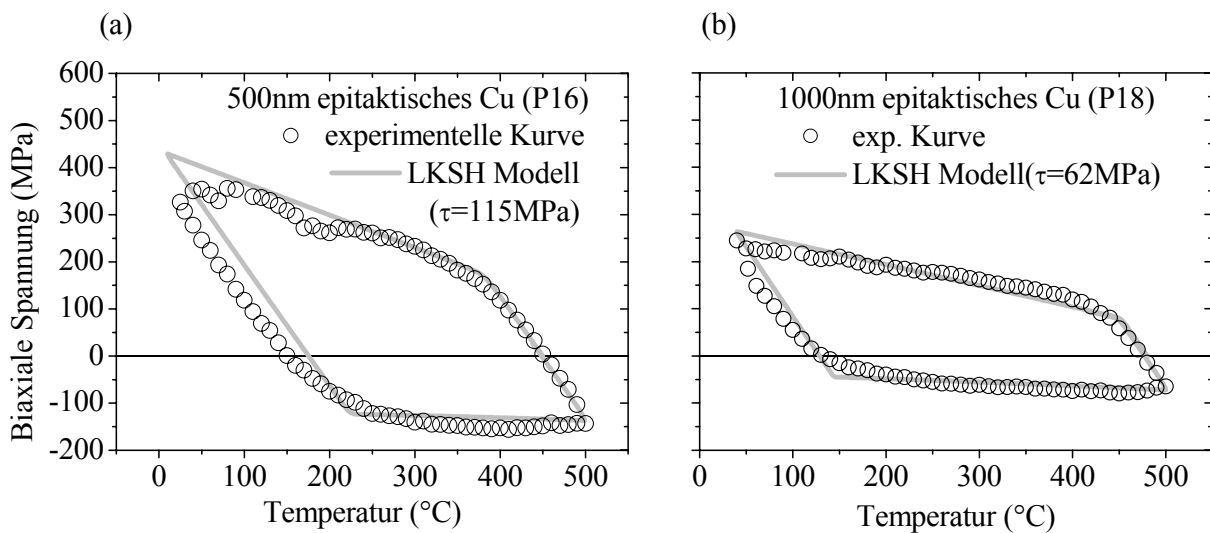 (a)
600
500
400
300
200
100
0
-100
-200
Biaxiale Spannung (MPa)
500nm epitaktisches Cu (P16)
experimentelle Kurve
LKSH Modell
(τ=115MPa)
0
100
200
300
400
500
Temperatur (°C)
(b)
1000nm epitaktisches Cu (P18)
exp. Kurve
LKSH Modell(τ=62MPa)
0
100
200
300
400
500
Temperatur (°C)